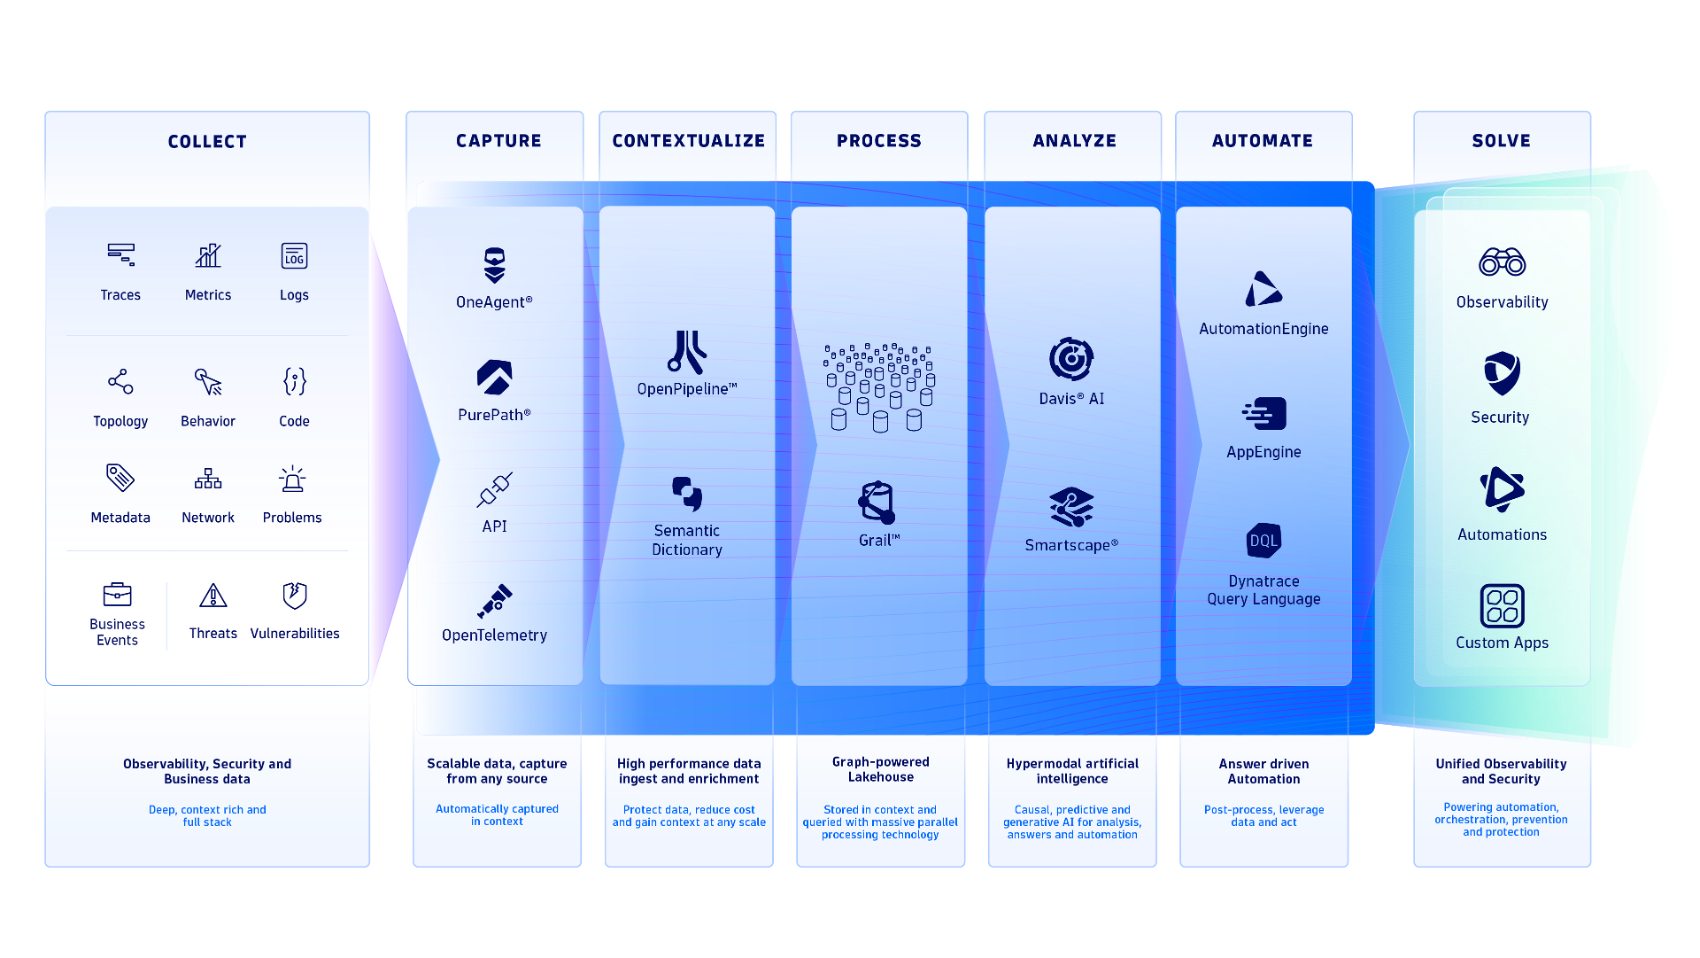 COLLECT
Traces
Metrics
LOG
Logs
Topology
Behavior
Code
Metadata
Network
Problems
Business
Events
Threats
Vulnerabilities
Observability, Security and
Business data
Deep, context rich and
full stack
CAPTURE
OneAgent®
PurePath®
API
OpenTelemetry
Scalable data, capture
from any source
Automatically captured
in context
CONTEXTUALIZE
OpenPipeline™
Semantic
Dictionary
High performance data
ingest and enrichment
Protect data, reduce cost
and gain context at any scale
PROCESS
Grail™
Graph-powered
Lakehouse
Stored in context and
queried with massive parallel
processing technology
ANALYZE
Davis® AI
Smartscape®
Hypermodal artificial
intelligence
Causal, predictive and
generative AI for analysis,
answers and automation
AUTOMATE
AutomationEngine
AppEngine
DQL
Dynatrace
Query Language
Answer driven
Automation
Post-process, leverage
data and act
SOLVE
Observability
Security
Automations
Custom Apps
Unified Observability
and Security
Powering automation,
orchestration, prevention
and protection